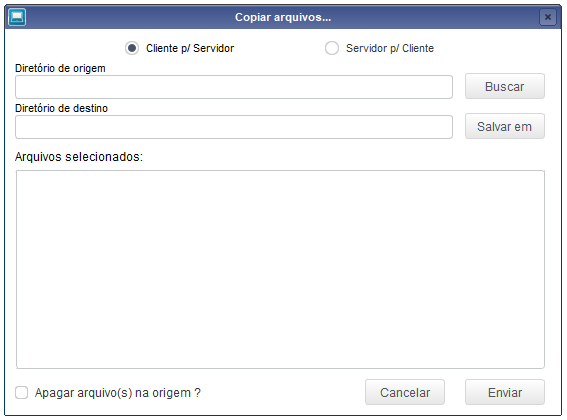 Copiar arquivos...
Cliente p/ Servidor Servidor p/ Cliente
Diretório de origem
Buscar
Diretório de destino
Salvar em
Arquivos selecionados:
Apagar arquivo(s) na origem ? Cancelar Enviar